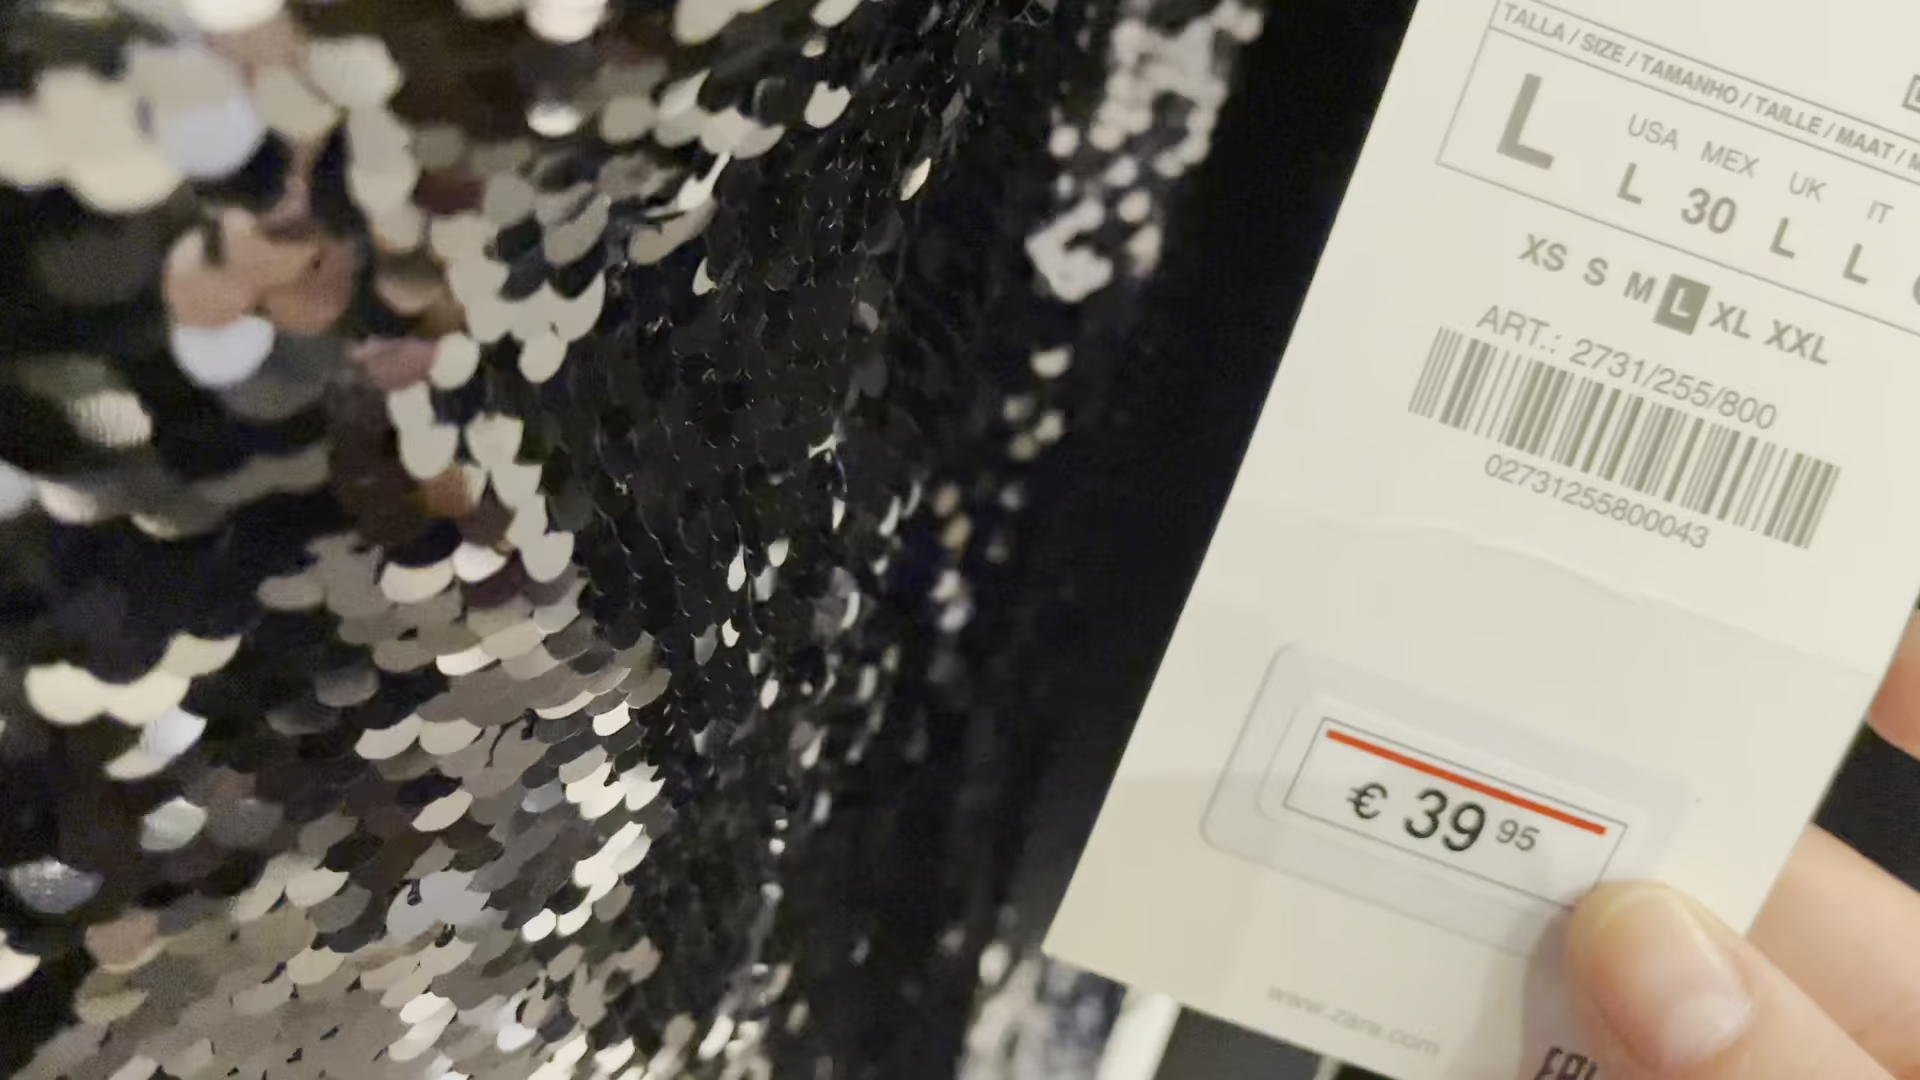 TALLA / SIZE / TAMANHO / TAILLE / MAAT /
L USA MEX UK IT
L 30 L L
XS S M L XL XXL
ART.: 2731/255/800
02731255800043
€ 39 95
www.zara.com